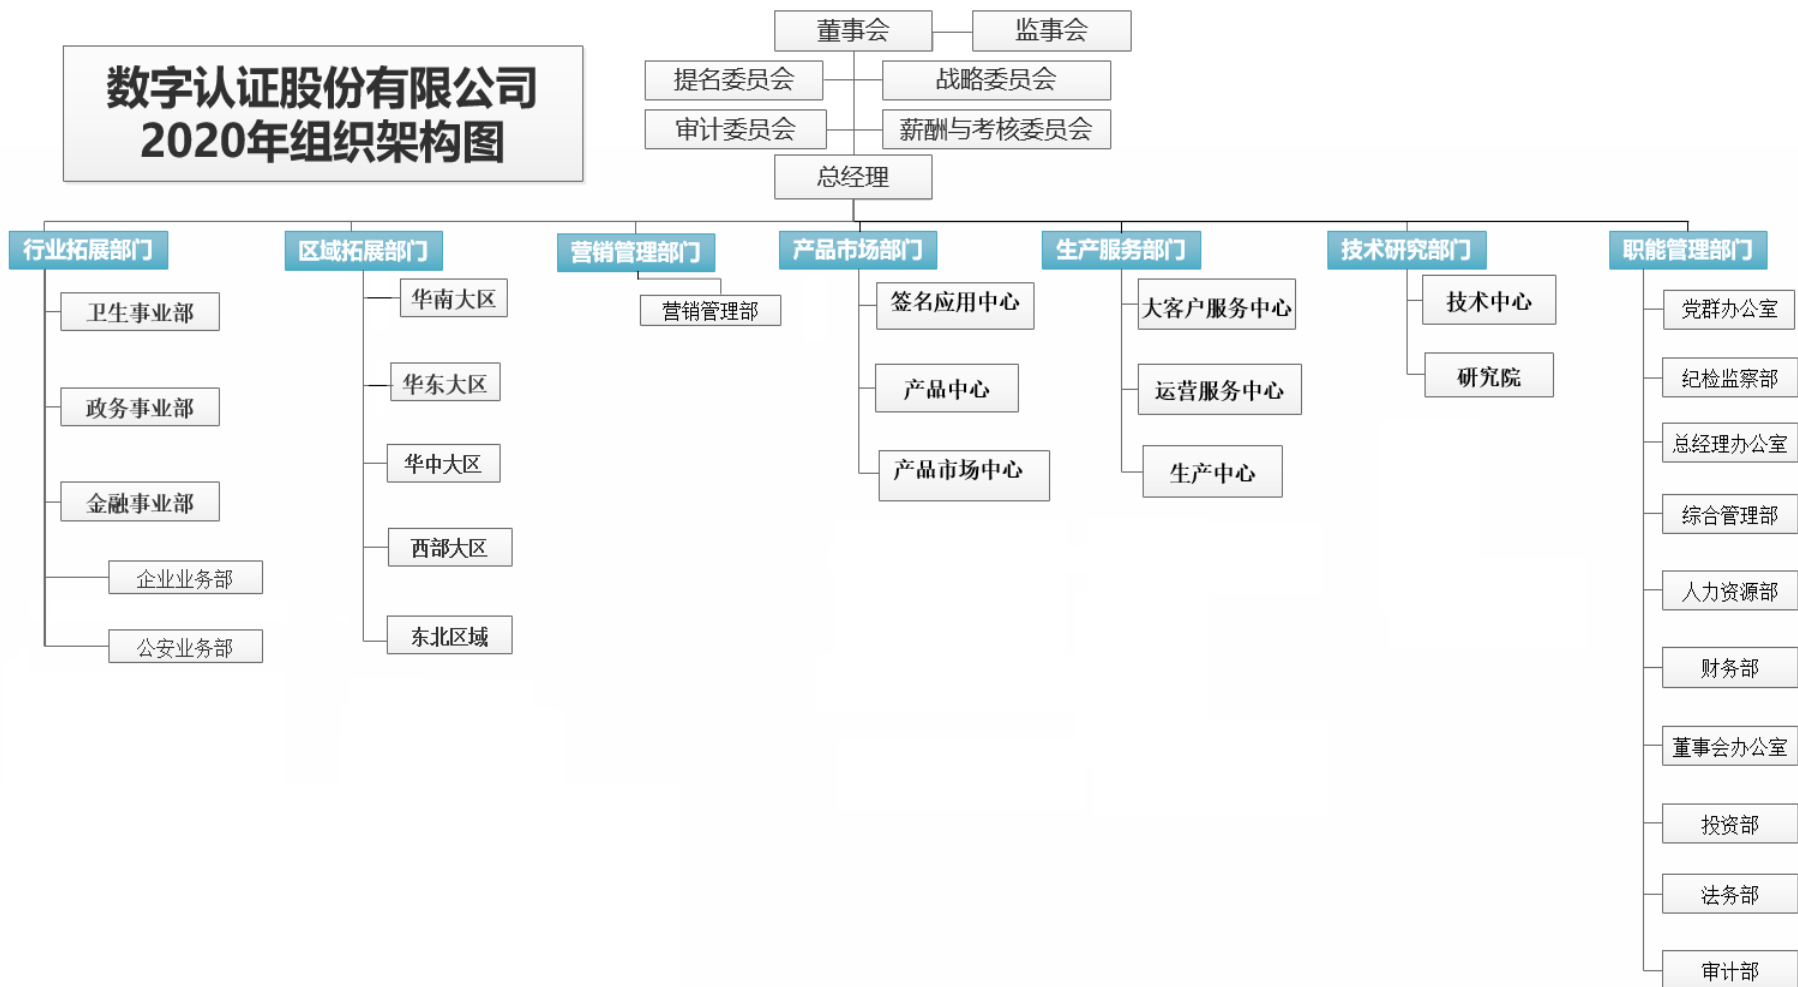 董事会
监事会
数字认证股份有限公司
2020年组织架构图
提名委员会
战略委员会
审计委员会
薪酬与考核委员会
总经理
行业拓展部门
卫生事业部
政务事业部
金融事业部
企业业务部
公安业务部
区域拓展部门
华南大区
华东大区
华中大区
西部大区
东北区域
营销管理部门
营销管理部
产品市场部门
签名应用中心
产品中心
产品市场中心
生产服务部门
大客户服务中心
运营服务中心
生产中心
技术研究部门
技术中心
研究院
职能管理部门
党群办公室
纪检监察部
总经理办公室
综合管理部
人力资源部
财务部
董事会办公室
投资部
法务部
审计部